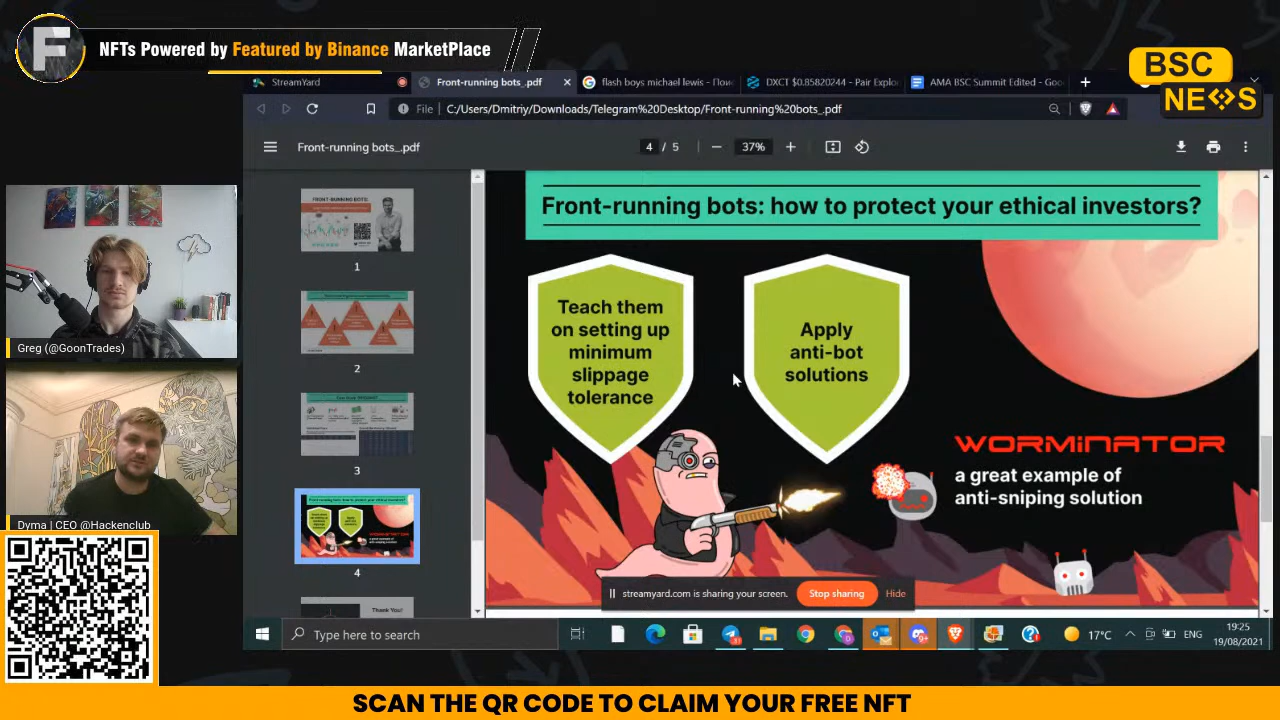 F
NFTs Powered by Featured by Binance MarketPlace
BSC
NEWS
StreamYard
Front-running bots_.pdf
flash boys michael lewis - Пои
DXCT $0.85820244 - Pair Explo
AMA BSC Summit Edited - Goo
File
C:/Users/Dmitriy/Downloads/Telegram%20Desktop/Front-running%20bots_.pdf
Front-running bots_.pdf
4 / 5
37%
Front-running bots: how to protect your ethical investors?
Teach them
on setting up
minimum
slippage
tolerance
Apply
anti-bot
solutions
WORMINATOR
a great example of
anti-sniping solution
FRONT-RUNNING BOTS:
1
2
3
4
Thank You!
Greg (@GoonTrades)
Dyma | CEO @Hackenclub
streamyard.com is sharing your screen.
Stop sharing
Hide
Type here to search
17°C
ENG
19:25
19/08/2021
SCAN THE QR CODE TO CLAIM YOUR FREE NFT